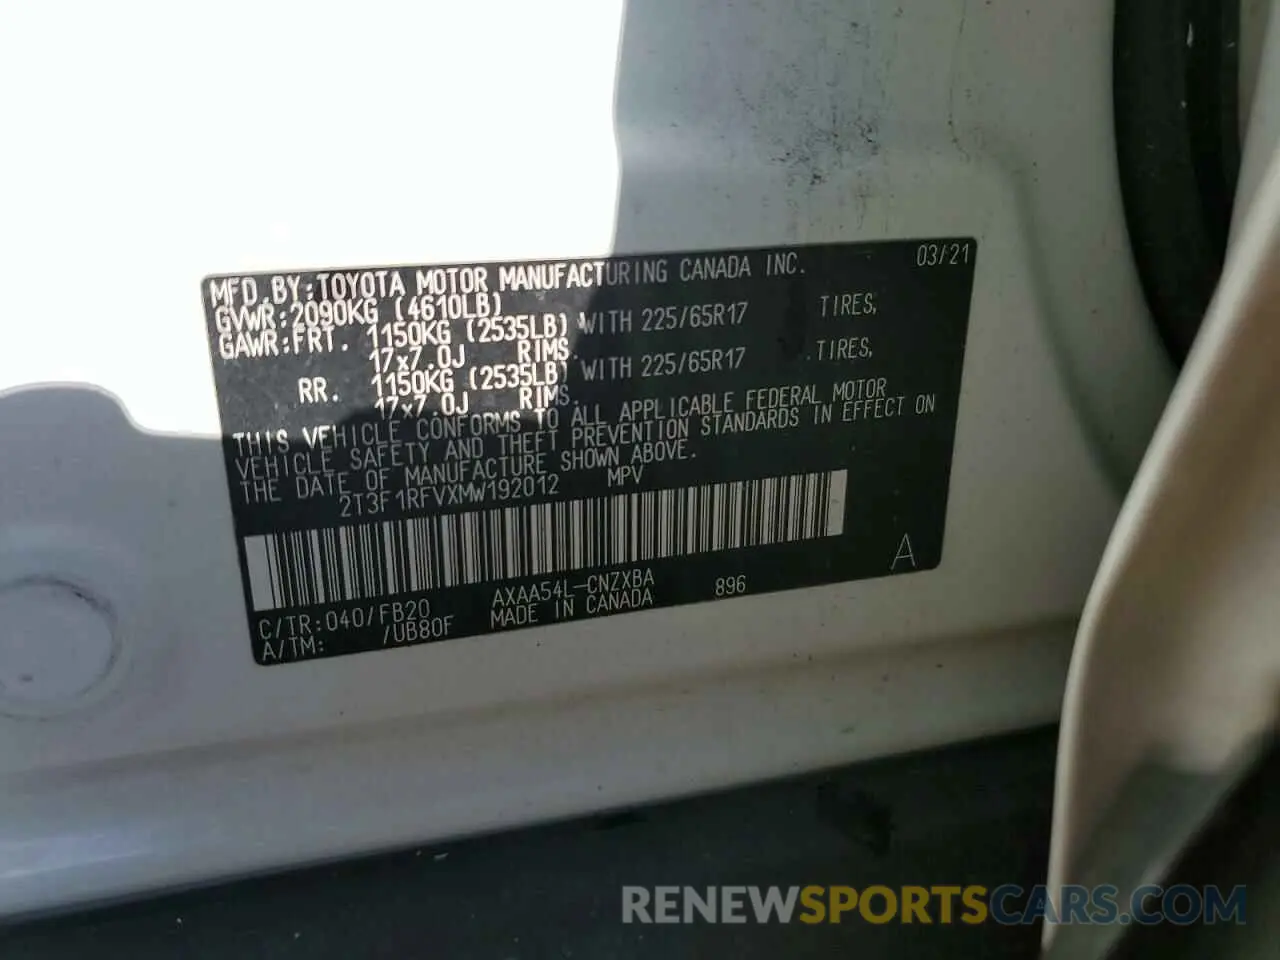 MFD.BY:TOYOTA MOTOR MANUFACTURING CANADA INC. 03/21
GVWR:2090KG (4610LB)
GAWR:FRT. 1150KG (2535LB) WITH 225/65R17 TIRES,
17x7.0J RIMS.
RR. 1150KG (2535LB) WITH 225/65R17 TIRES,
17x7.0J RIMS.
THIS VEHICLE CONFORMS TO ALL APPLICABLE FEDERAL MOTOR
VEHICLE SAFETY AND THEFT PREVENTION STANDARDS IN EFFECT ON
THE DATE OF MANUFACTURE SHOWN ABOVE.
2T3F1RFVXMW192012 MPV
A
C/TR:040/FB20 AXAA54L-CNZXBA 896
A/TM: /UB80F MADE IN CANADA
RENEWSPORTSCARS.COM